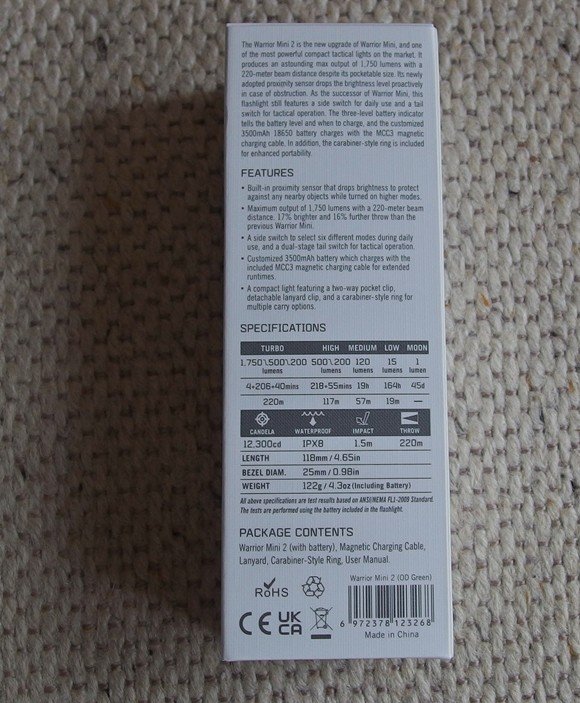 The Warrior Mini 2 is the new upgrade of Warrior Mini, and one
of the most powerful compact tactical lights on the market. It
produces an astounding max output of 1,750 lumens with a
220-meter beam distance despite its pocketable size. Its newly
adopted proximity sensor drops the brightness level proactively
in case of obstruction. As the successor of Warrior Mini, this
flashlight still features a side switch for daily use and a tail
switch for tactical operation. The three-level battery indicator
tells the battery level and when to charge, and the customized
3500mAh 18650 battery charges with the MCC3 magnetic
charging cable. In addition, the carabiner-style ring is included
for enhanced portability.
FEATURES
• Built-in proximity sensor that drops brightness to protect
against any nearby objects while turned on higher modes.
• Maximum output of 1,750 lumens with a 220-meter beam
distance. 17% brighter and 16% further throw than the
previous Warrior Mini.
• A side switch to select six different modes during daily
use, and a dual-stage tail switch for tactical operation.
• Customized 3500mAh battery which charges with the
included MCC3 magnetic charging cable for extended
runtimes.
• A compact light featuring a two-way pocket clip,
detachable lanyard clip, and a carabiner-style ring for
multiple carry options.
SPECIFICATIONS
TURBO HIGH MEDIUM LOW MOON
1,750\500\200 500\200 120 15 1
lumens lumens lumens lumens lumen
4+206+40mins 218+55mins 19h 164h 45d
220m 117m 57m 19m —
CANDELA WATERPROOF IMPACT THROW
12,300cd IPX8 1.5m 220m
LENGTH 118mm / 4.65in
BEZEL DIAM. 25mm / 0.98in
WEIGHT 122g / 4.3oz (Including Battery)
All above specifications are test results based on ANSI/NEMA FL1-2009 Standard.
The tests are performed using the battery included in the flashlight.
PACKAGE CONTENTS
Warrior Mini 2 (with battery), Magnetic Charging Cable,
Lanyard, Carabiner-Style Ring, User Manual.
RoHS
Warrior Mini 2 (OD Green)
CE UK CA
6 972378 123268
Made in China